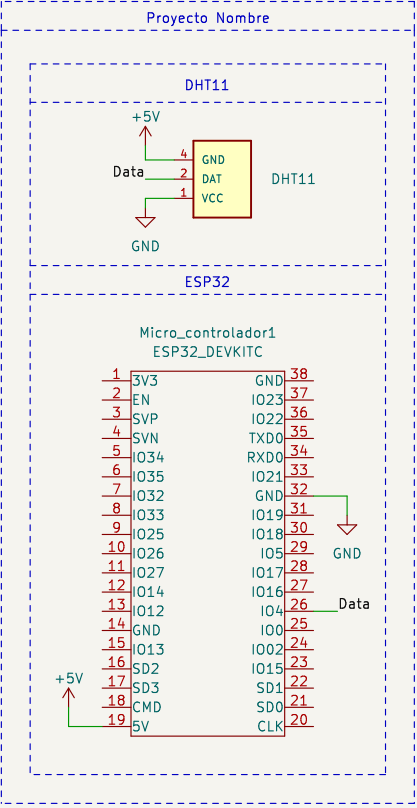 Proyecto Nombre
DHT11
+5V
4 GND
Data 2 DAT DHT11
1 VCC
GND
ESP32
Micro_controlador1
ESP32_DEVKITC
1 3V3 GND 38
2 EN IO23 37
3 SVP IO22 36
4 SVN TXD0 35
5 IO34 RXD0 34
6 IO35 IO21 33
7 IO32 GND 32
8 IO33 IO19 31
9 IO25 IO18 30
10 IO26 IO5 29
GND
11 IO27 IO17 28
12 IO14 IO16 27
13 IO12 IO4 26 Data
14 GND IO0 25
15 IO13 IO02 24
16 SD2 IO15 23
+5V
17 SD3 SD1 22
18 CMD SD0 21
19 5V CLK 20